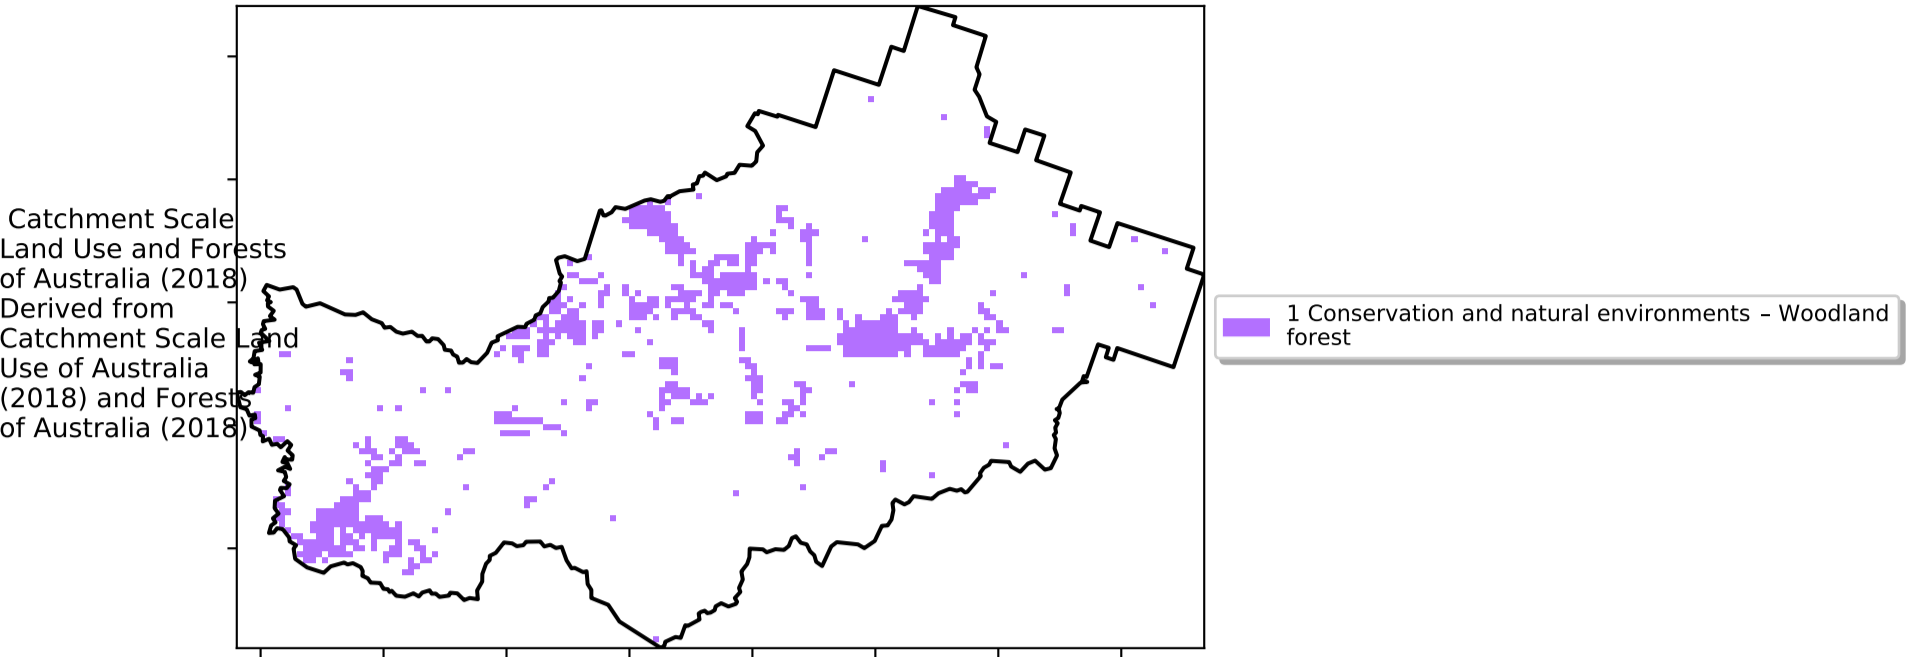 Catchment Scale
Land Use and Forests
of Australia (2018)
Derived from
Catchment Scale Land
Use of Australia
(2018) and Forests
of Australia (2018)
1 Conservation and natural environments – Woodland
forest